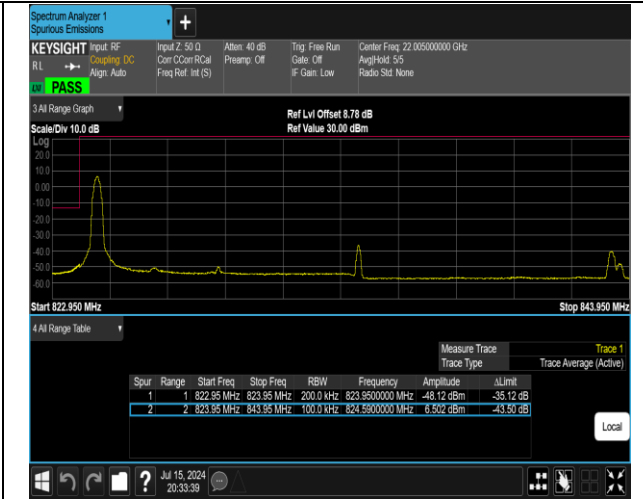 Spectrum Analyzer 1
Spurious Emissions
+
KEYSIGHT Input: RF Input Z: 50 Ω Atten: 40 dB Trig: Free Run Center Freq: 22.005000000 GHz
RL Coupling: DC Corr CCorr RCal Preamp: Off Gate: Off Avg|Hold: 5/5
Align: Auto Freq Ref: Int (S) IF Gain: Low Radio Std: None
PASS
3 All Range Graph
Ref Lvl Offset 8.78 dB
Scale/Div 10.0 dB Ref Value 30.00 dBm
Log
20.0
10.0
0.00
-10.0
-20.0
-30.0
-40.0
-50.0
-60.0
Start 822.950 MHz Stop 843.950 MHz
4 All Range Table
Measure Trace Trace 1
Trace Type Trace Average (Active)
Spur Range Start Freq Stop Freq RBW Frequency Amplitude ΔLimit
1 1 822.95 MHz 823.95 MHz 200.0 kHz 823.9500000 MHz -48.12 dBm -35.12 dB
2 2 823.95 MHz 843.95 MHz 100.0 kHz 824.5900000 MHz 6.502 dBm -43.50 dB
Local
? Jul 15, 2024
20:33:39